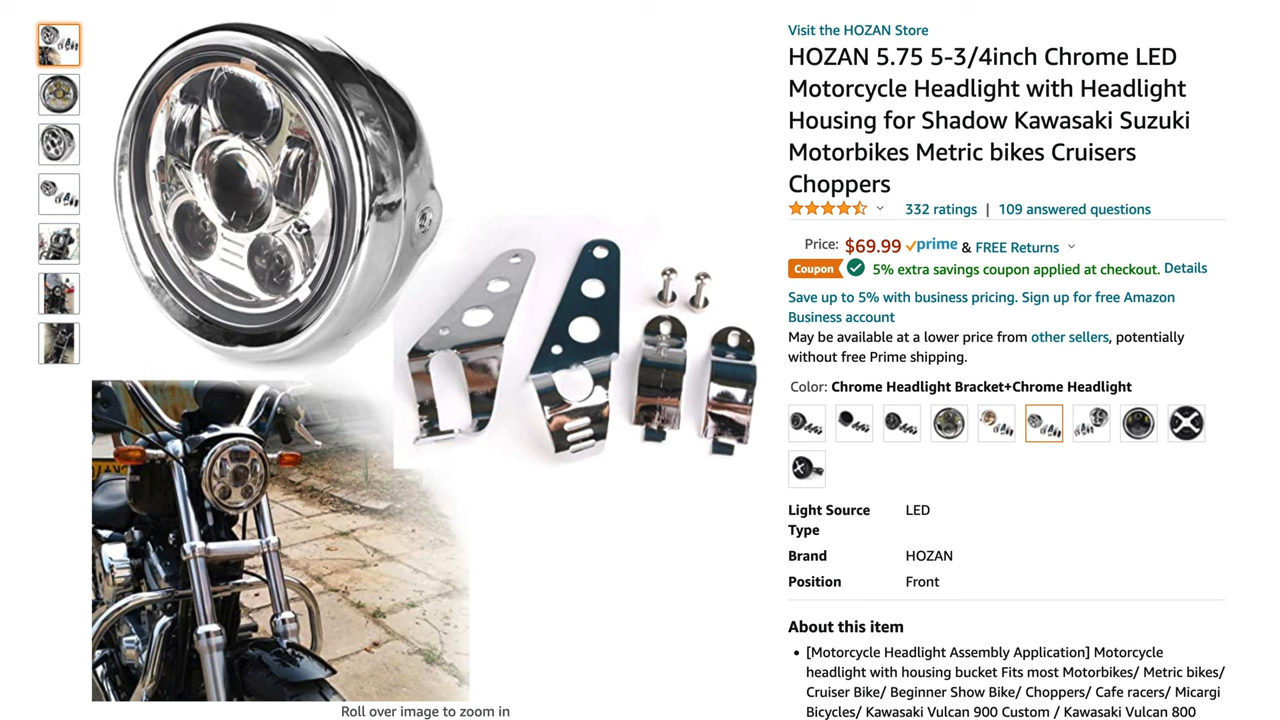 Visit the HOZAN Store
HOZAN 5.75 5-3/4inch Chrome LED
Motorcycle Headlight with Headlight
Housing for Shadow Kawasaki Suzuki
Motorbikes Metric bikes Cruisers
Choppers
332 ratings | 109 answered questions
Price: $69.99 prime & FREE Returns
Coupon 5% extra savings coupon applied at checkout. Details
Save up to 5% with business pricing. Sign up for free Amazon
Business account
May be available at a lower price from other sellers, potentially
without free Prime shipping.
Color: Chrome Headlight Bracket+Chrome Headlight
Light Source Type LED
Brand HOZAN
Position Front
About this item
• [Motorcycle Headlight Assembly Application] Motorcycle
headlight with housing bucket Fits most Motorbikes/ Metric bikes/
Cruiser Bike/ Beginner Show Bike/ Choppers/ Cafe racers/ Micargi
Bicycles/ Kawasaki Vulcan 900 Custom / Kawasaki Vulcan 800
Roll over image to zoom in